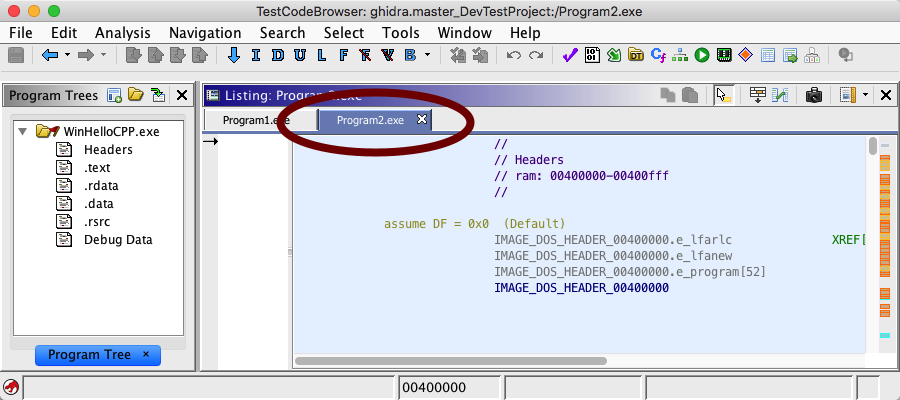 TestCodeBrowser: ghidra.master_DevTestProject:/Program2.exe
File Edit Analysis Navigation Search Select Tools Window Help
I D U L F R V B
Program Trees
Listing: Program2.exe
Program1.exe
Program2.exe
WinHelloCPP.exe
Headers
.text
.rdata
.data
.rsrc
Debug Data
//
// Headers
// ram: 00400000-00400fff
//
assume DF = 0x0 (Default)
IMAGE_DOS_HEADER_00400000.e_lfarlc XREF[
IMAGE_DOS_HEADER_00400000.e_lfanew
IMAGE_DOS_HEADER_00400000.e_program[52]
IMAGE_DOS_HEADER_00400000
Program Tree ×
00400000